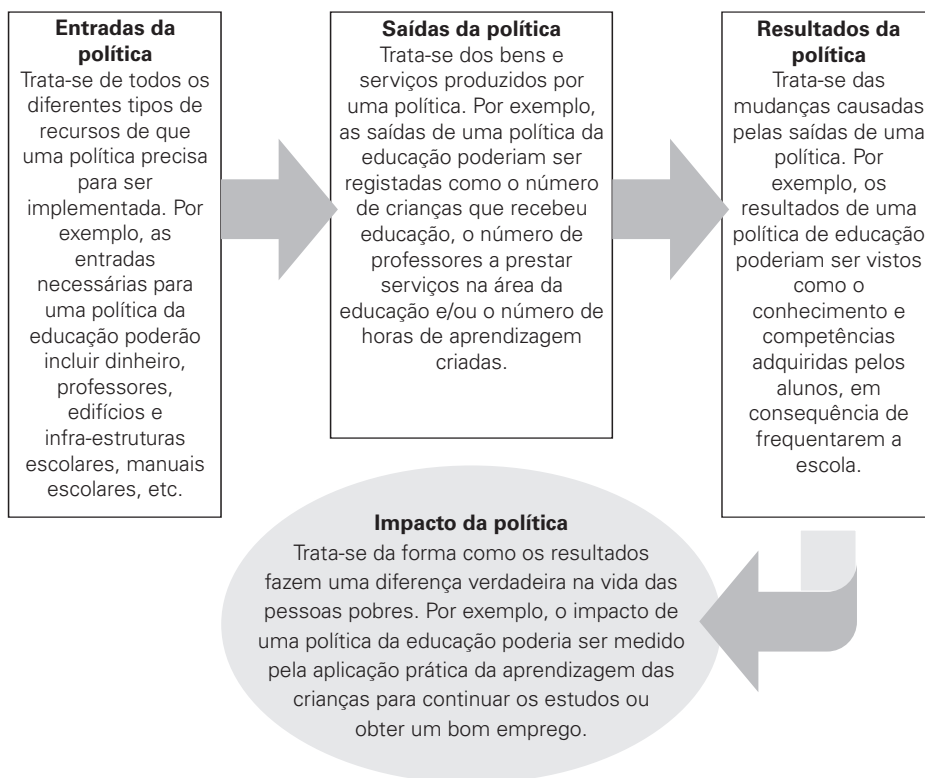 Entradas da
política
Trata-se de todos os
diferentes tipos de
recursos de que
uma política precisa
para ser
implementada. Por
exemplo, as
entradas
necessárias para
uma política da
educação poderão
incluir dinheiro,
professores,
edifícios e
infra-estruturas
escolares, manuais
escolares, etc.
Saídas da política
Trata-se dos bens e
serviços produzidos por
uma política. Por exemplo,
as saídas de uma política da
educação poderiam ser
registadas como o número
de crianças que recebeu
educação, o número de
professores a prestar
serviços na área da
educação e/ou o número de
horas de aprendizagem
criadas.
Resultados da
política
Trata-se das
mudanças causadas
pelas saídas de uma
política. Por
exemplo, os
resultados de uma
política de educação
poderiam ser vistos
como o
conhecimento e
competências
adquiridas pelos
alunos, em
consequência de
frequentarem a
escola.
Impacto da política
Trata-se da forma como os resultados
fazem uma diferença verdadeira na vida das
pessoas pobres. Por exemplo, o impacto de
uma política da educação poderia ser medido
pela aplicação prática da aprendizagem das
crianças para continuar os estudos ou
obter um bom emprego.